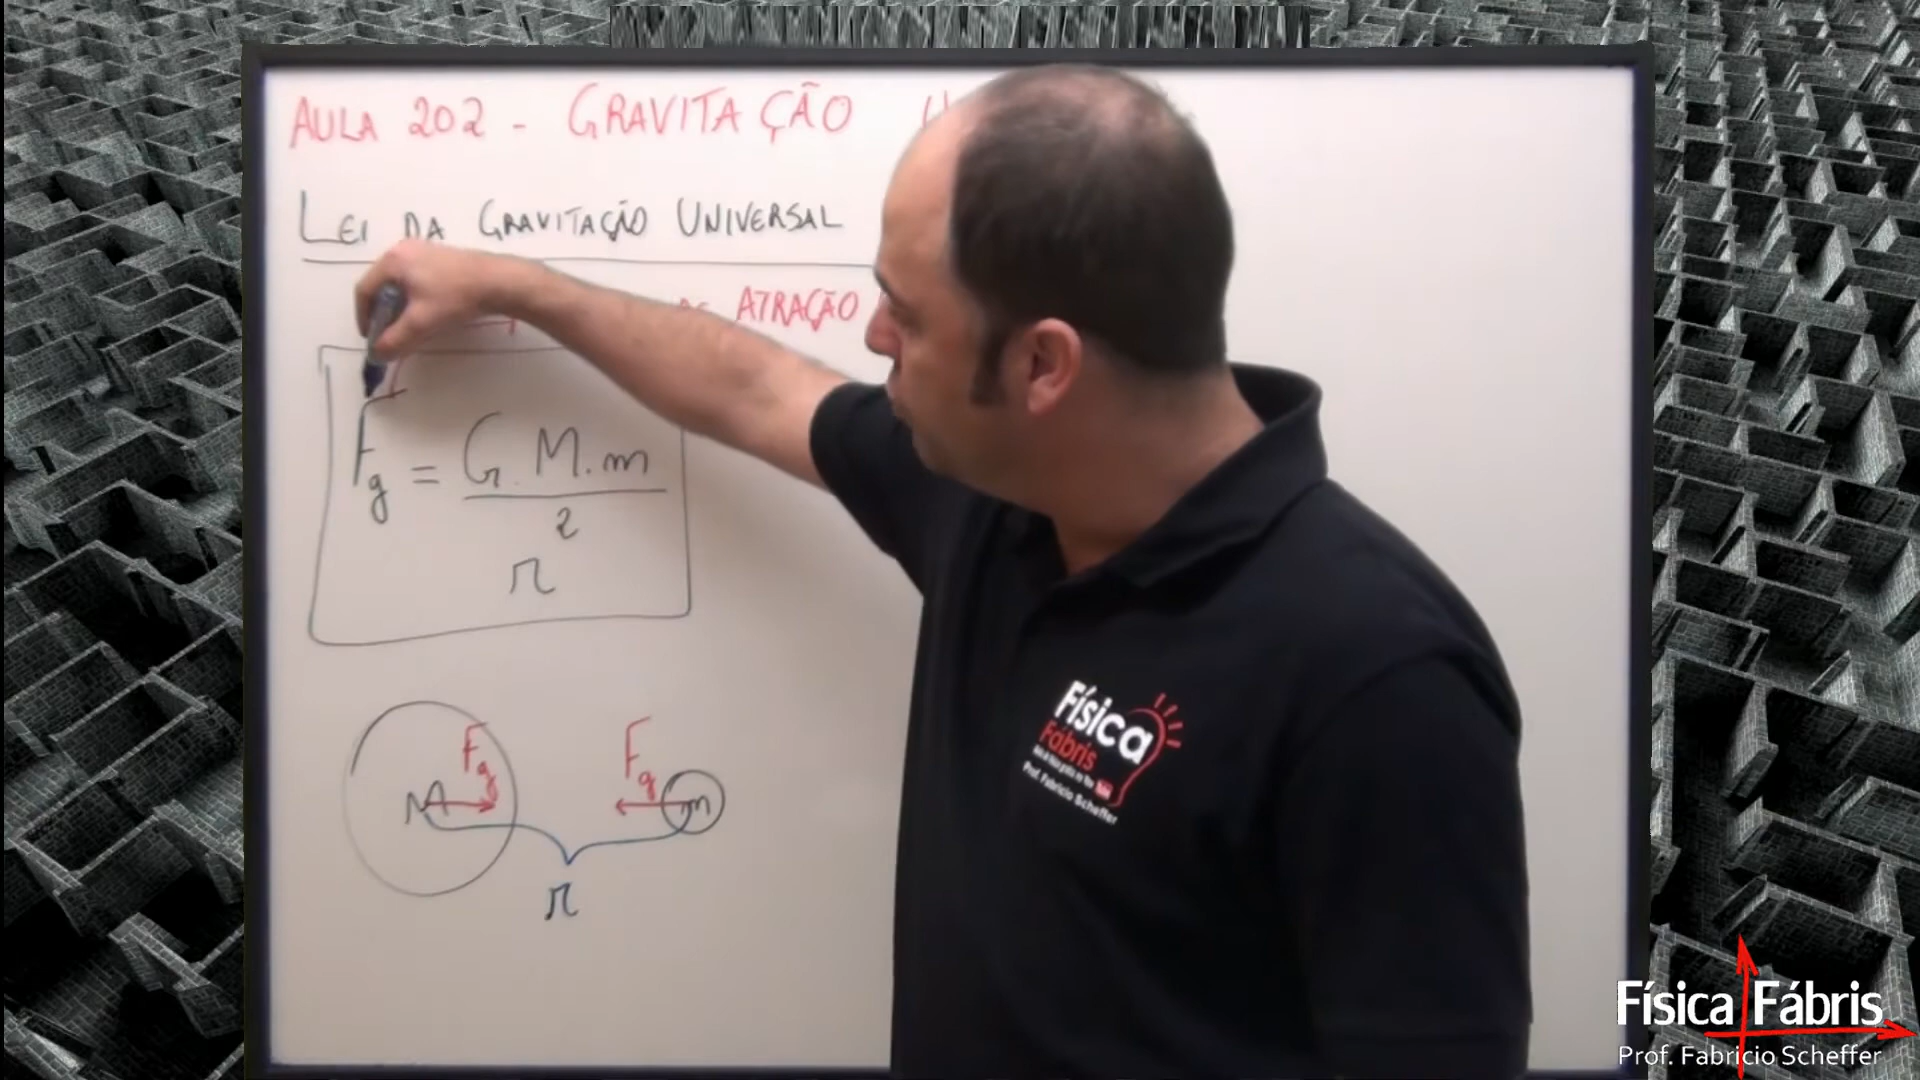 AULA 202 - GRAVITAÇÃO
LEI DA GRAVITAÇÃO UNIVERSAL
ATRAÇÃO
Fg = G.M.m
r²
Fg
Fg
M
m
r
Física
Fábris
Prof. Fabricio Scheffer
Física Fábris
Prof. Fabricio Scheffer